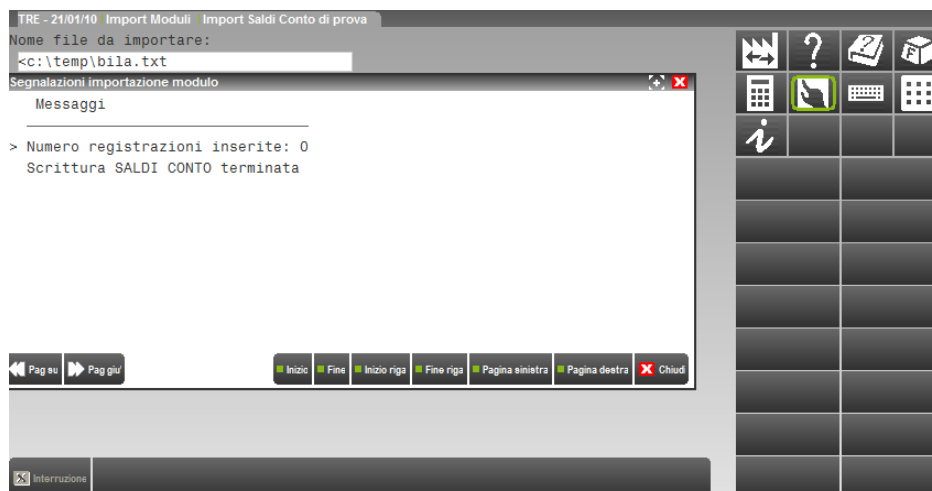 TRE - 21/01/10 Import Moduli Import Saldi Conto di prova
Nome file da importare:
<c:\temp\bila.txt
Segnalazioni importazione modulo
Messaggi
> Numero registrazioni inserite: 0
Scrittura SALDI CONTO terminata
Pag su Pag giu' Inizio Fine Inizio riga Fine riga Pagina sinistra Pagina destra Chiudi
Interruzione